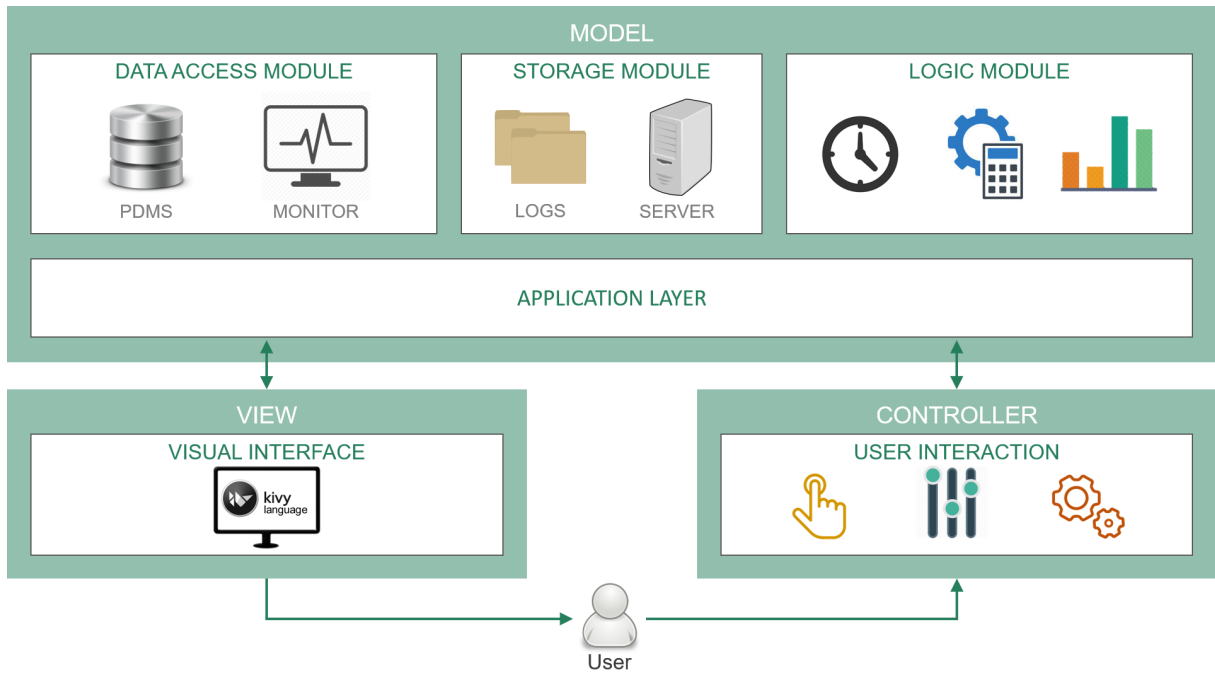 MODEL
DATA ACCESS MODULE
PDMS
MONITOR
STORAGE MODULE
LOGS
SERVER
LOGIC MODULE
APPLICATION LAYER
VIEW
VISUAL INTERFACE
kivy
language
CONTROLLER
USER INTERACTION
User